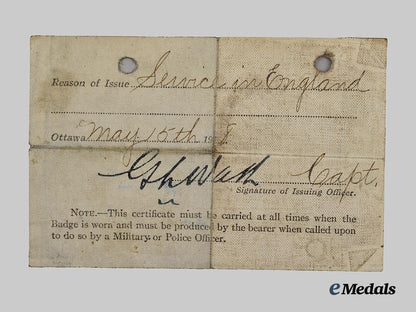 Reason of Issue Service in England
Ottawa May 15th 191
Capt.
Signature of Issuing Officer.
NOTE.—This certificate must be carried at all times when the
Badge is worn and must be produced by the bearer when called upon
to do so by a Military or Police Officer.
eMedals